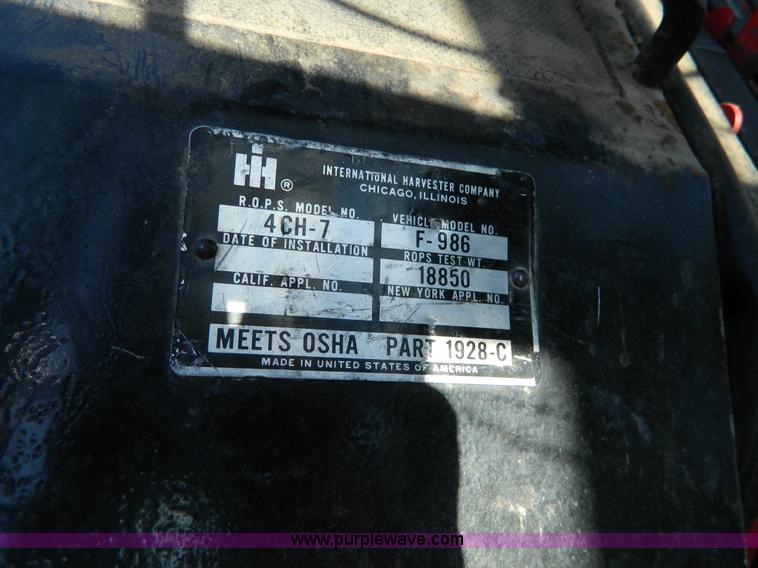 IH ®
INTERNATIONAL HARVESTER COMPANY
CHICAGO, ILLINOIS
R.O.P.S. MODEL NO. VEHICLE MODEL NO.
4CH-7 F-986
DATE OF INSTALLATION ROPS TEST WT.
18850
CALIF. APPL. NO. NEW YORK APPL. NO.
MEETS OSHA PART 1928-C
MADE IN UNITED STATES OF AMERICA
www.purplewave.com